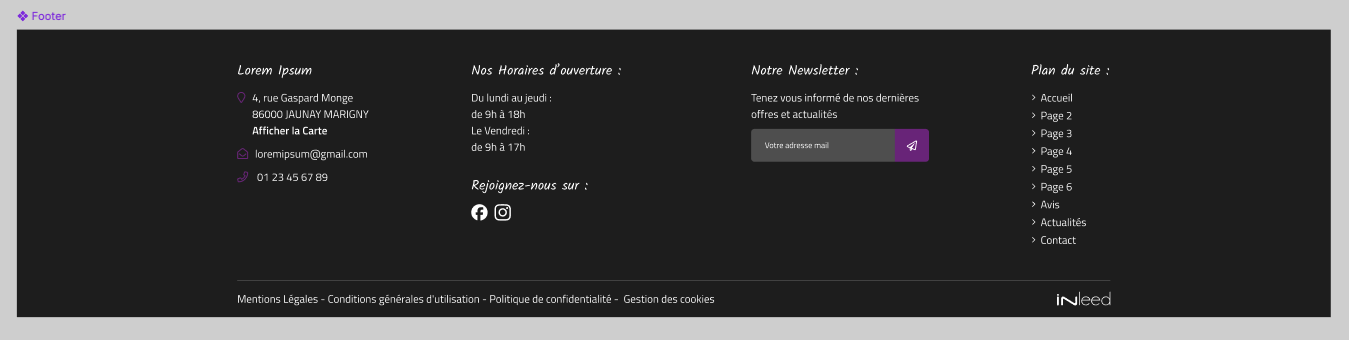 Footer
Lorem Ipsum
4, rue Gaspard Monge
86000 JAUNAY MARIGNY
Afficher la Carte
loremipsum@gmail.com
01 23 45 67 89
Nos Horaires d'ouverture :
Du lundi au jeudi :
de 9h à 18h
Le Vendredi :
de 9h à 17h
Rejoignez-nous sur :
Notre Newsletter :
Tenez vous informé de nos dernières
offres et actualités
Votre adresse mail
Plan du site :
Accueil
Page 2
Page 3
Page 4
Page 5
Page 6
Avis
Actualités
Contact
Mentions Légales - Conditions générales d'utilisation - Politique de confidentialité - Gestion des cookies
inleed